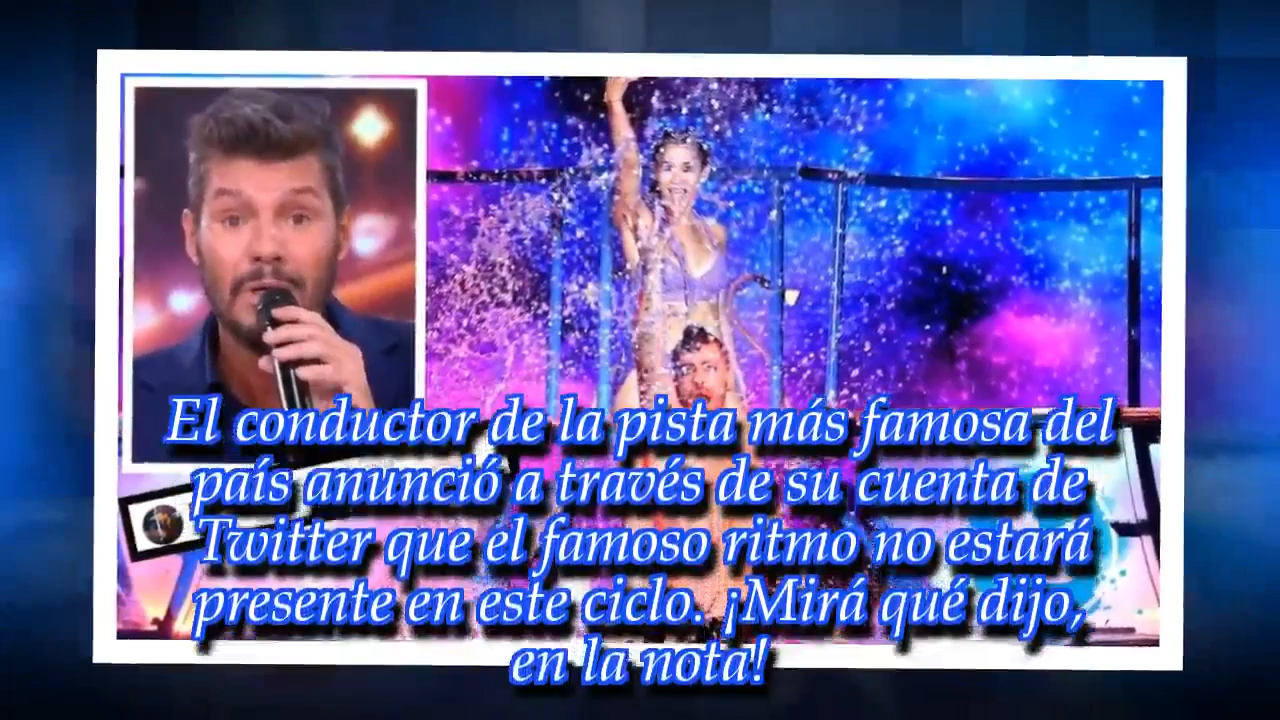 El conductor de la pista más famosa del
país anunció a través de su cuenta de
Twitter que el famoso ritmo no estará
presente en este ciclo. ¡Mirá qué dijo,
en la nota!